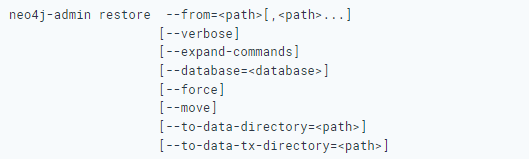 neo4j-admin restore  --from=<path>[,<path>...]
                    [--verbose]
                    [--expand-commands]
                    [--database=<database>]
                    [--force]
                    [--move]
                    [--to-data-directory=<path>]
                    [--to-data-tx-directory=<path>]